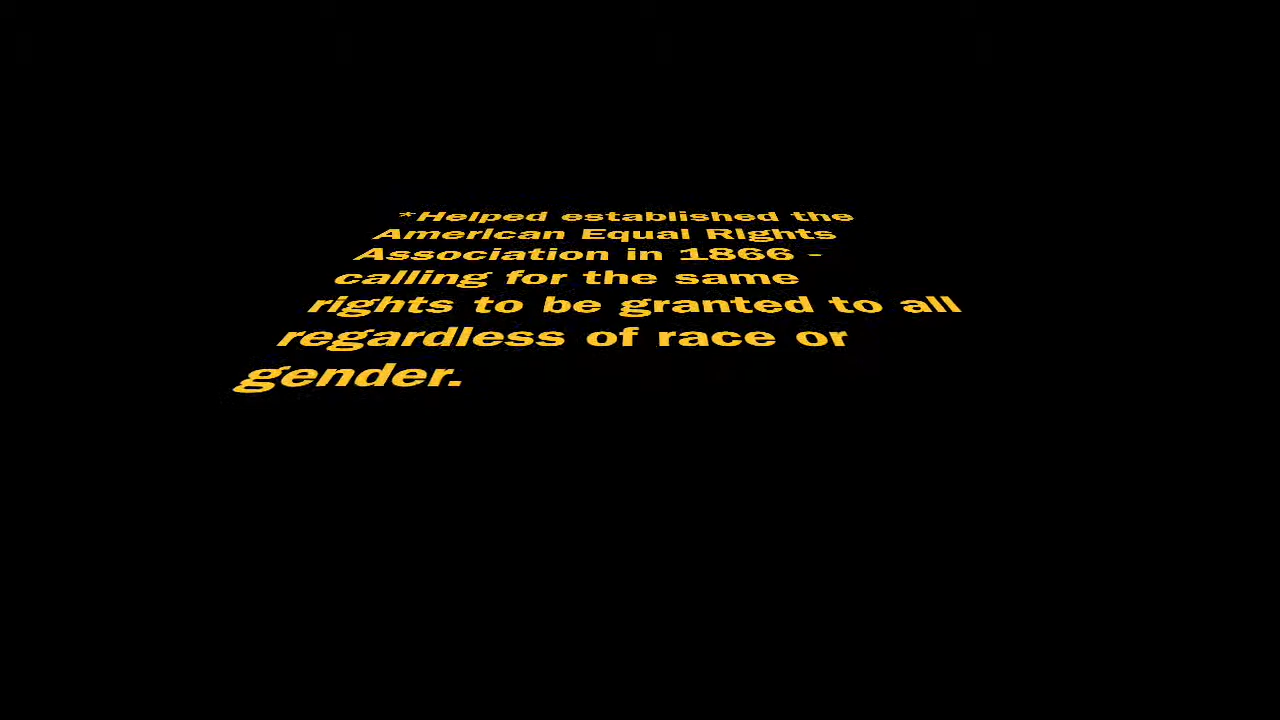 *Helped established the
American Equal Rights
Association in 1866 -
calling for the same
rights to be granted to all
regardless of race or
gender.